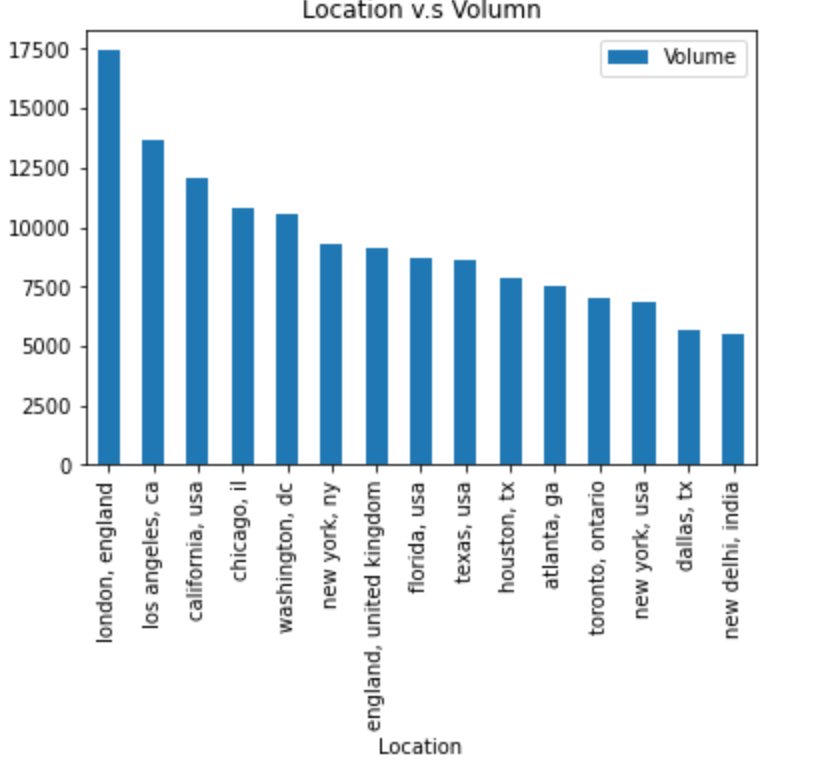 Location v.s Volumn
Volume
17500
15000
12500
10000
7500
5000
2500
0
london, england
los angeles, ca
california, usa
chicago, il
washington, dc
new york, ny
england, united kingdom
florida, usa
texas, usa
houston, tx
atlanta, ga
toronto, ontario
new york, usa
dallas, tx
new delhi, india
Location